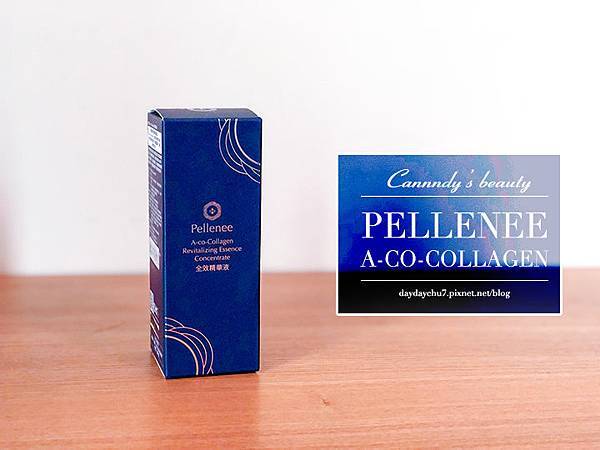 Pellenee
A-co-Collagen
Revitalizing Essence
Concentrate
全效精華液
Cannndy's beauty
PELLENEE
A-CO-COLLAGEN
daydaychu7.pixnet.net/blog